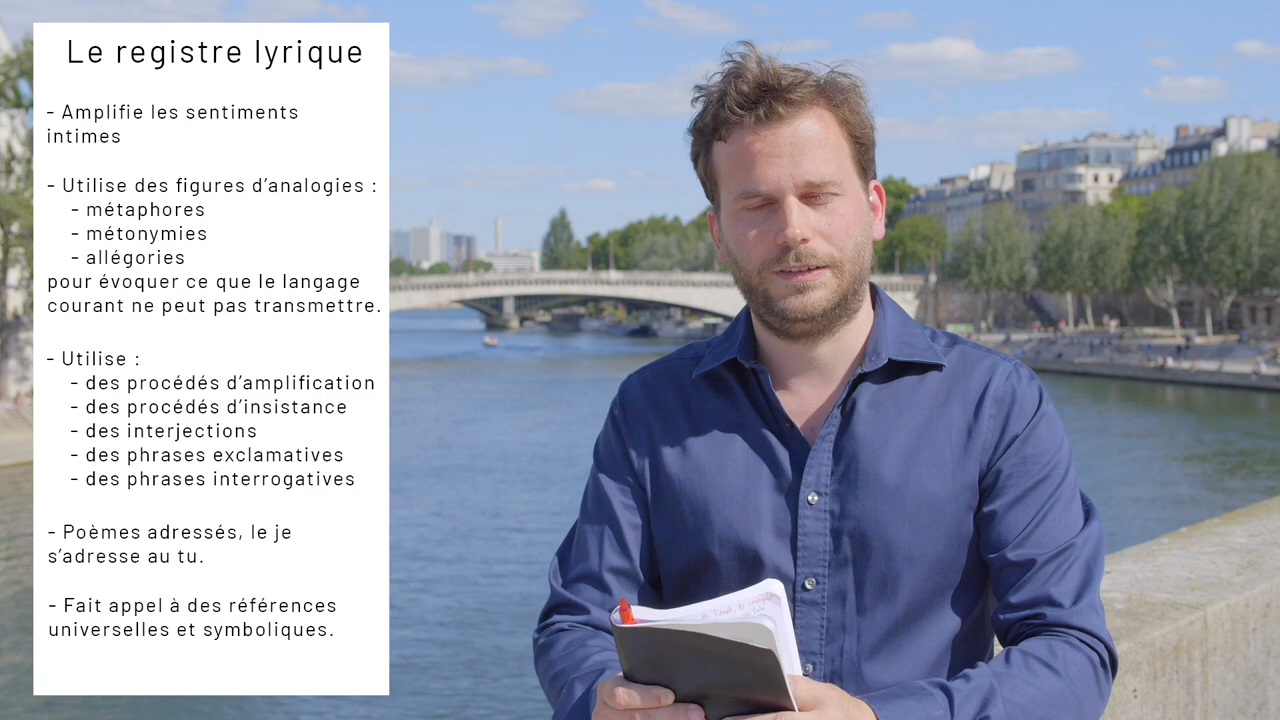 Le registre lyrique
- Amplifie les sentiments
intimes
- Utilise des figures d'analogies :
- métaphores
- métonymies
- allégories
pour évoquer ce que le langage
courant ne peut pas transmettre.
- Utilise :
- des procédés d'amplification
- des procédés d'insistance
- des interjections
- des phrases exclamatives
- des phrases interrogatives
- Poèmes adressés, le je
s'adresse au tu.
- Fait appel à des références
universelles et symboliques.